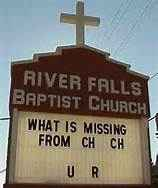 RIVER FALLS
BAPTIST CHURCH
WHAT IS MISSING
FROM CH CH
U R